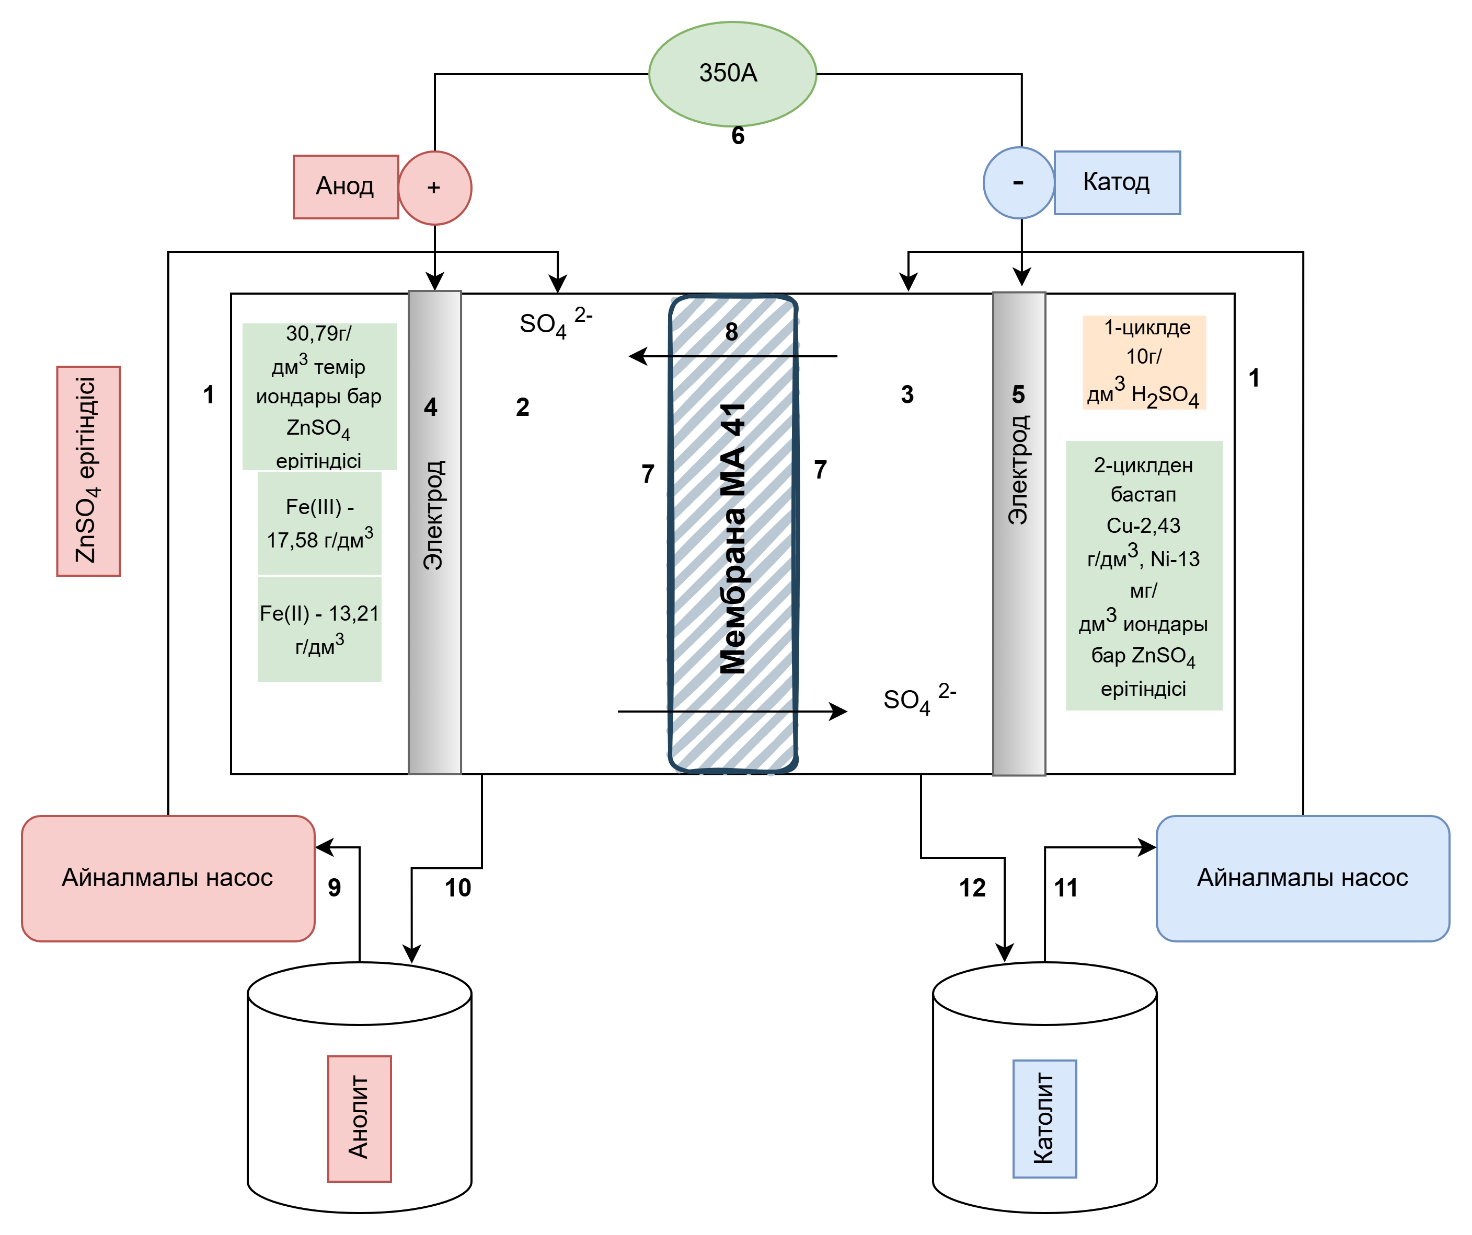 350А
6
Анод
+
-
Катод
ZnSO4 ерітіндісі
1
30,79г/
дм3 темір
иондары бар
ZnSO4
ерітіндісі
Fe(III) -
17,58 г/дм3
Fe(II) - 13,21
г/дм3
4
Электрод
SO4 2-
2
7
8
Мембрана МА 41
7
3
SO4 2-
5
Электрод
1-циклде
10г/
дм3 H2SO4
2-циклден
бастап
Cu-2,43
г/дм3, Ni-13
мг/
дм3 иондары
бар ZnSO4
ерітіндісі
1
Айналмалы насос
9
10
12
11
Айналмалы насос
Анолит
Католит